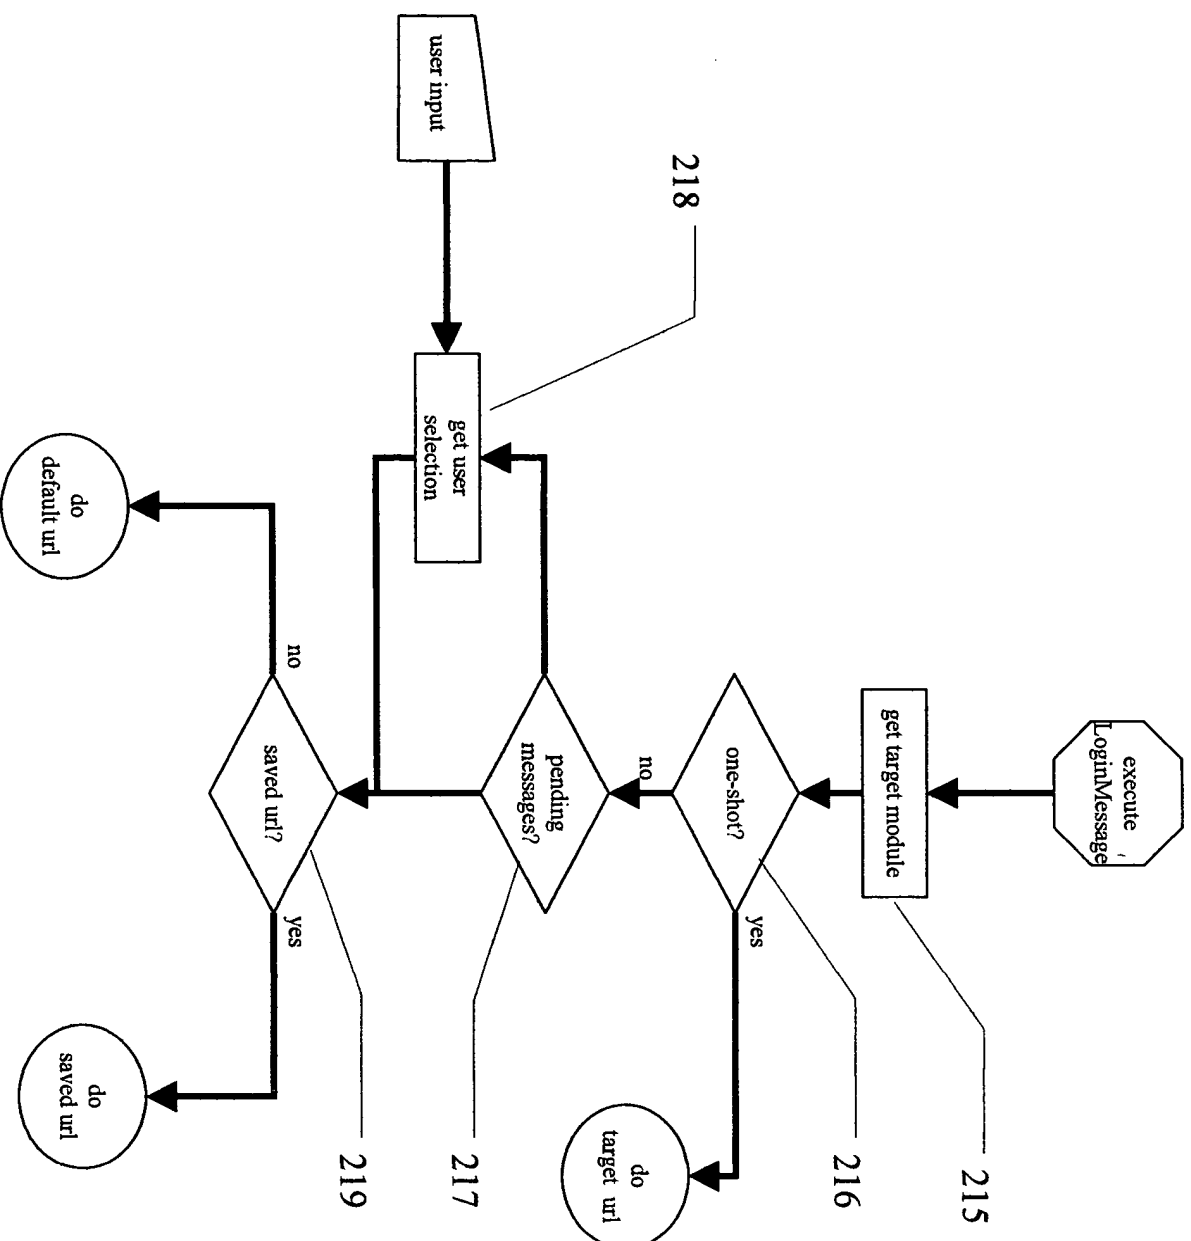 execute
LoginMessage
get target module
215
one-shot?
216
yes
no
do
target url
pending
messages?
217
user input
218
get user
selection
saved url?
219
no
yes
do
default url
do
saved url